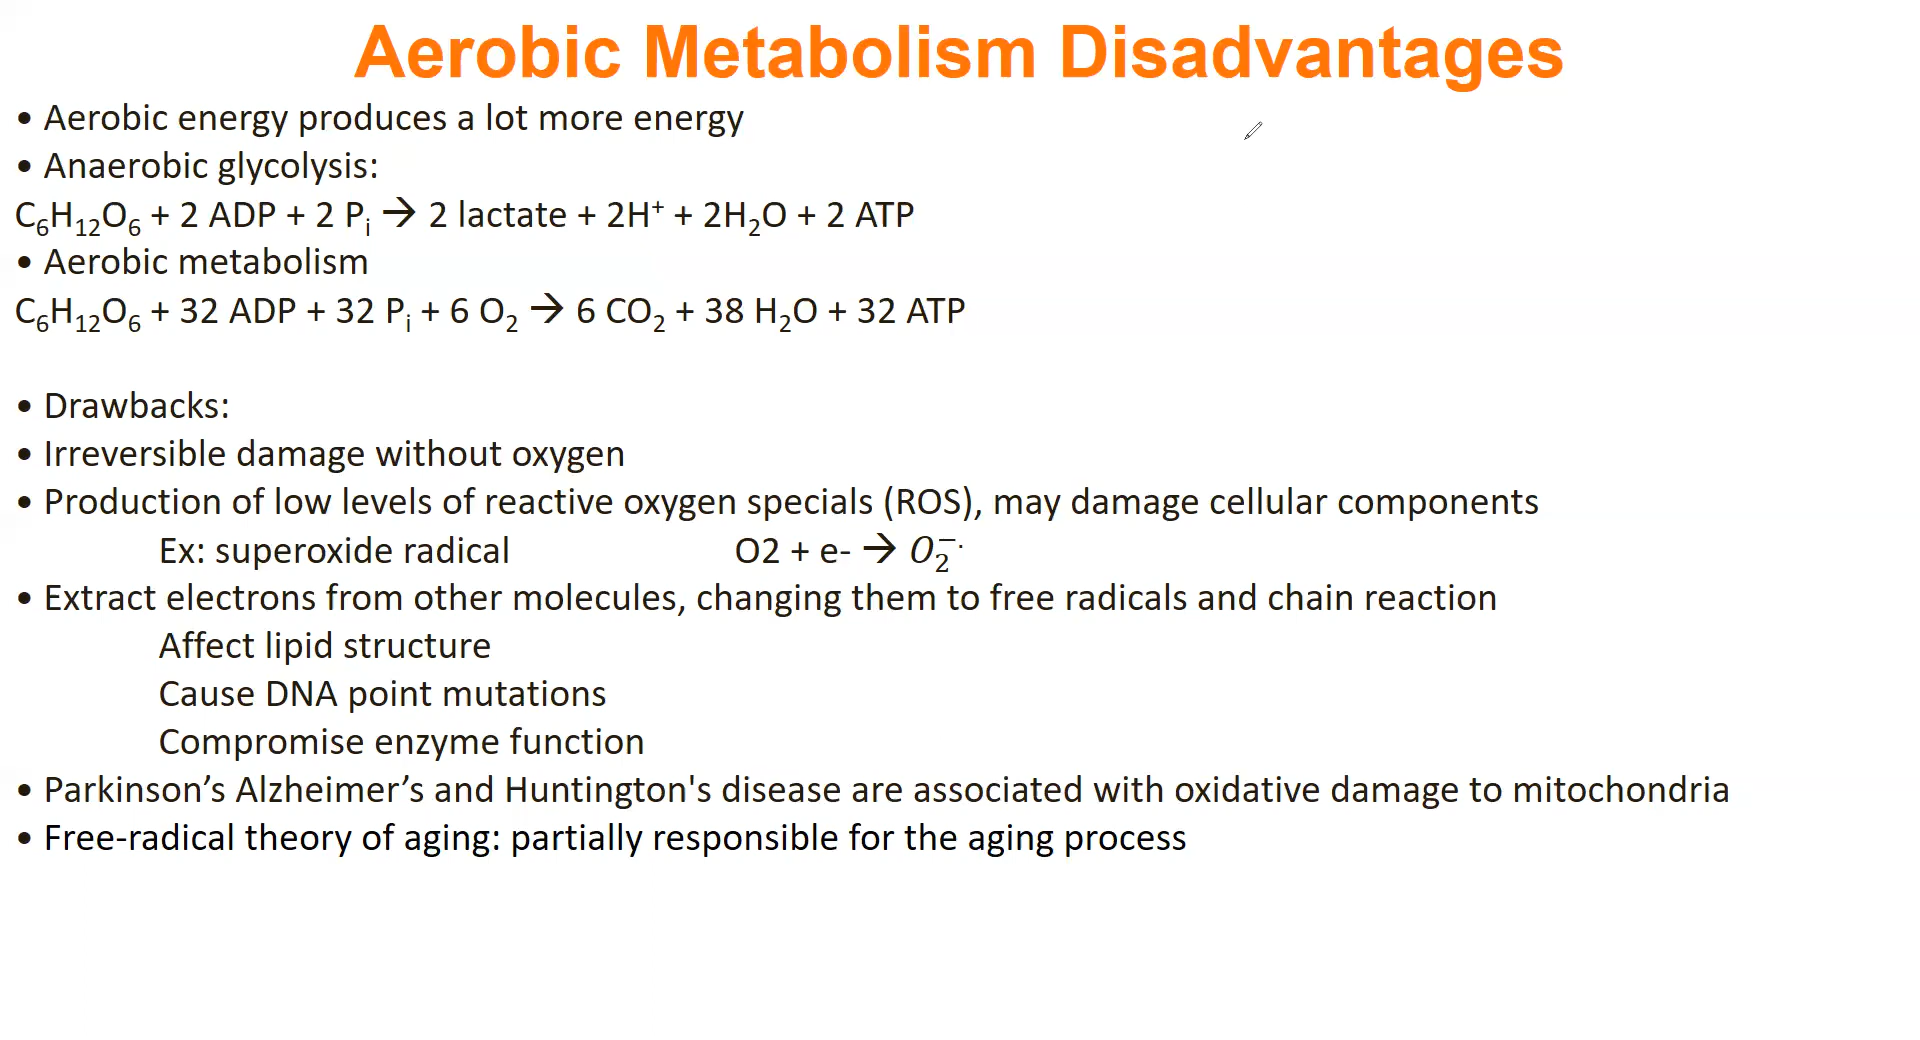 Aerobic Metabolism Disadvantages
• Aerobic energy produces a lot more energy
• Anaerobic glycolysis:
C₆H₁₂O₆ + 2 ADP + 2 Pᵢ → 2 lactate + 2H⁺ + 2H₂O + 2 ATP
• Aerobic metabolism
C₆H₁₂O₆ + 32 ADP + 32 Pᵢ + 6 O₂ → 6 CO₂ + 38 H₂O + 32 ATP
• Drawbacks:
• Irreversible damage without oxygen
• Production of low levels of reactive oxygen specials (ROS), may damage cellular components
Ex: superoxide radical O2 + e- → O₂⁻·
• Extract electrons from other molecules, changing them to free radicals and chain reaction
Affect lipid structure
Cause DNA point mutations
Compromise enzyme function
• Parkinson’s Alzheimer’s and Huntington's disease are associated with oxidative damage to mitochondria
• Free-radical theory of aging: partially responsible for the aging process